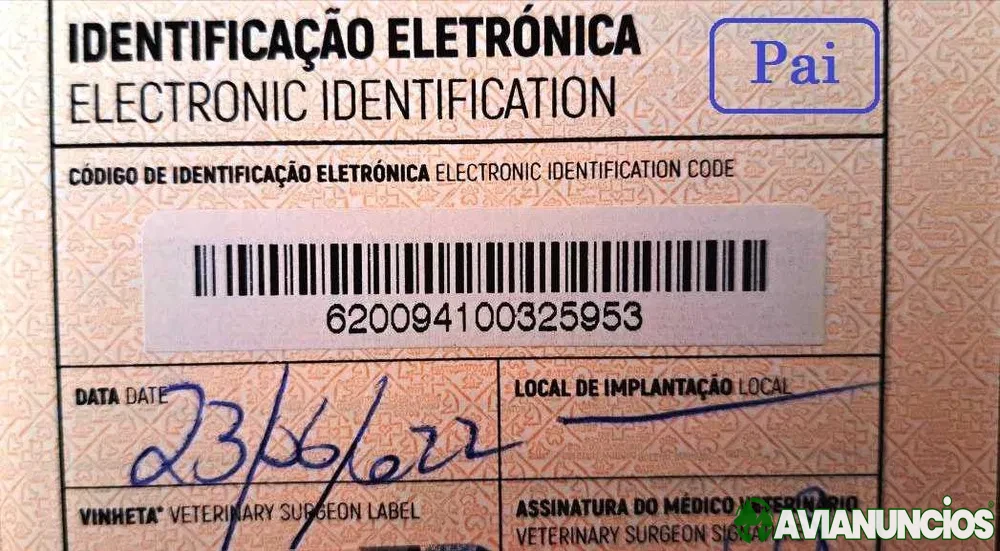 IDENTIFICAÇÃO ELETRÓNICA
ELECTRONIC IDENTIFICATION
Pai
CÓDIGO DE IDENTIFICAÇÃO ELETRÓNICA ELECTRONIC IDENTIFICATION CODE
620094100325953
DATA DATE
23/06/022
LOCAL DE IMPLANTAÇÃO LOCAL
VINHETA* VETERINARY SURGEON LABEL
ASSINATURA DO MÉDICO VETERINÁRIO
VETERINARY SURGEON
AVIANUNCIOS